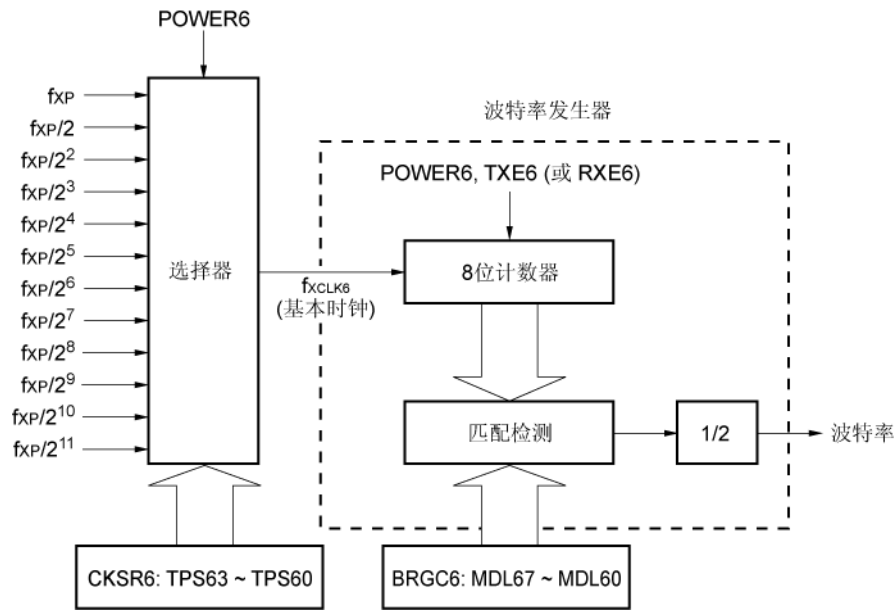 POWER6
fXP
fXP/2
fXP/2²
fXP/2³
fXP/2⁴
fXP/2⁵
fXP/2⁶
fXP/2⁷
fXP/2⁸
fXP/2⁹
fXP/2¹⁰
fXP/2¹¹
选择器
CKSR6: TPS63 ~ TPS60
fXCLK6
(基本时钟)
波特率发生器
POWER6, TXE6 (或 RXE6)
8位计数器
匹配检测
1/2
波特率
BRGC6: MDL67 ~ MDL60